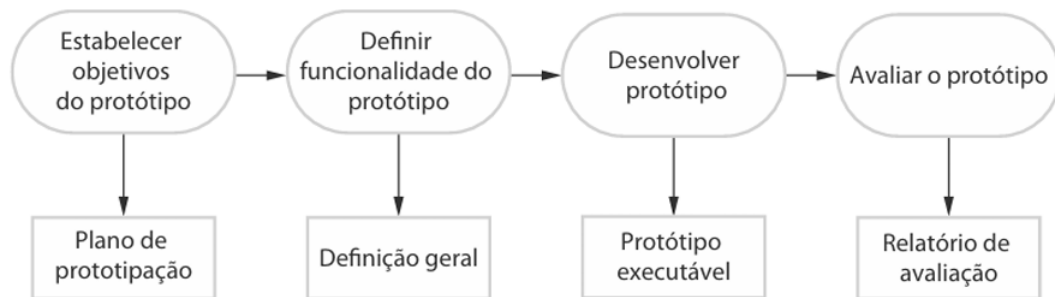 Estabelecer
objetivos
do protótipo
Definir
funcionalidade do
protótipo
Desenvolver
protótipo
Avaliar o protótipo
Plano de
prototipação
Definição geral
Protótipo
executável
Relatório de
avaliação